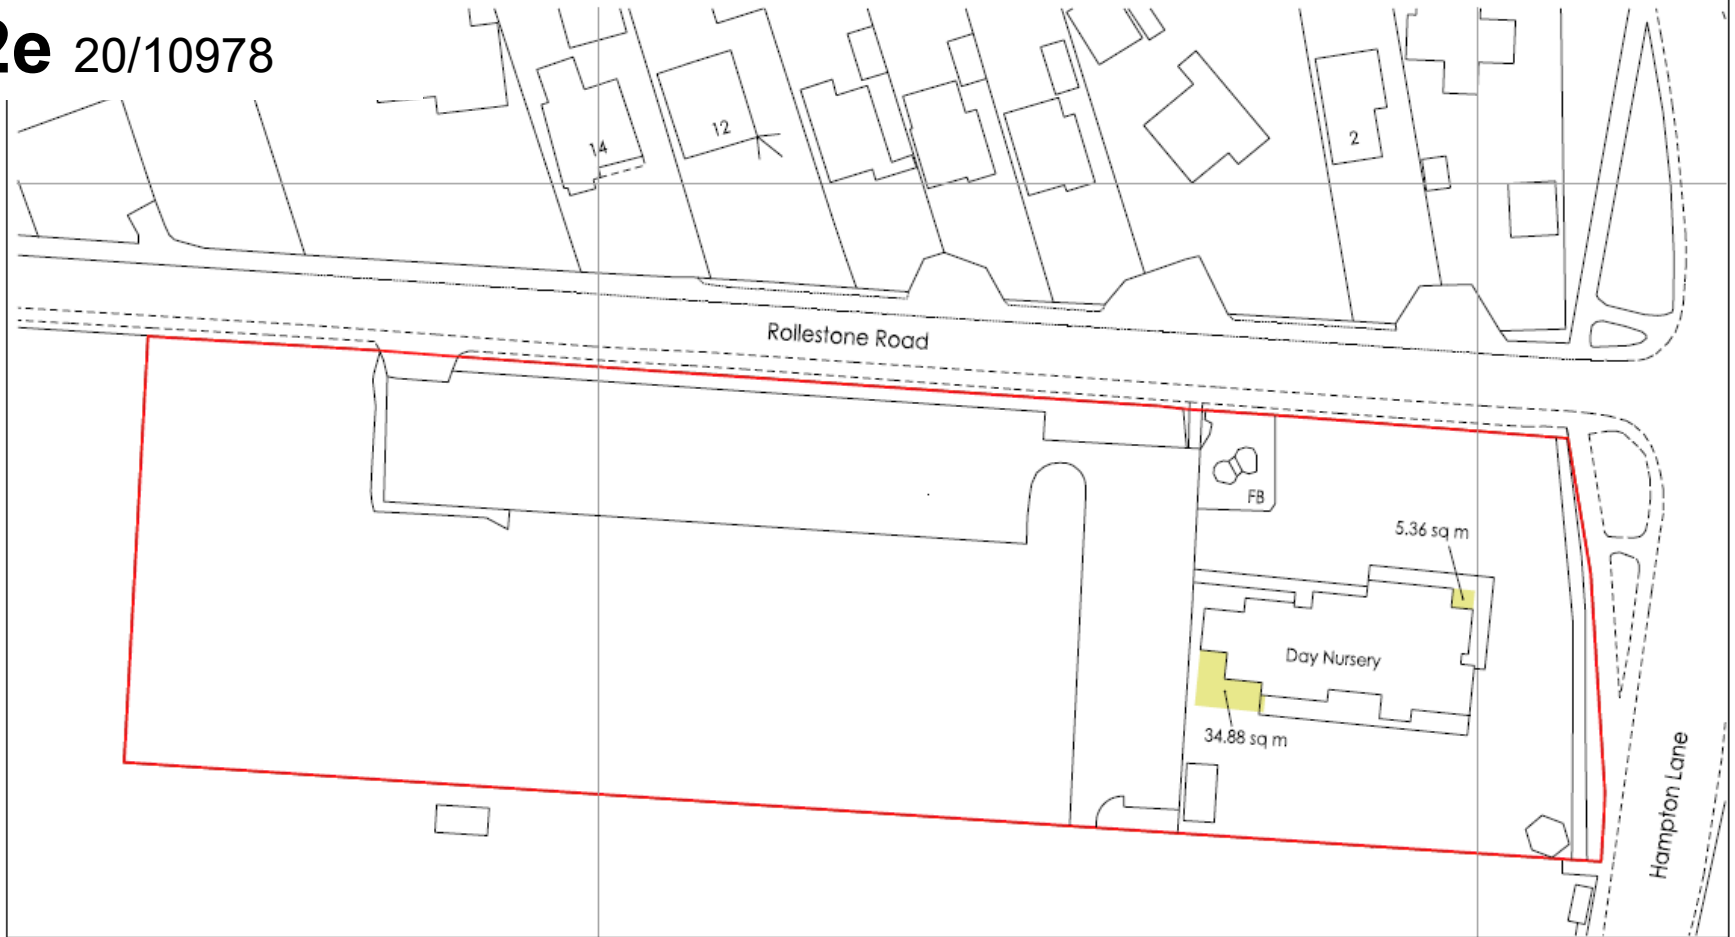 2e 20/10978
14
12
2
Rollestone Road
FB
5.36 sq m
Day Nursery
34.88 sq m
Hampton Lane